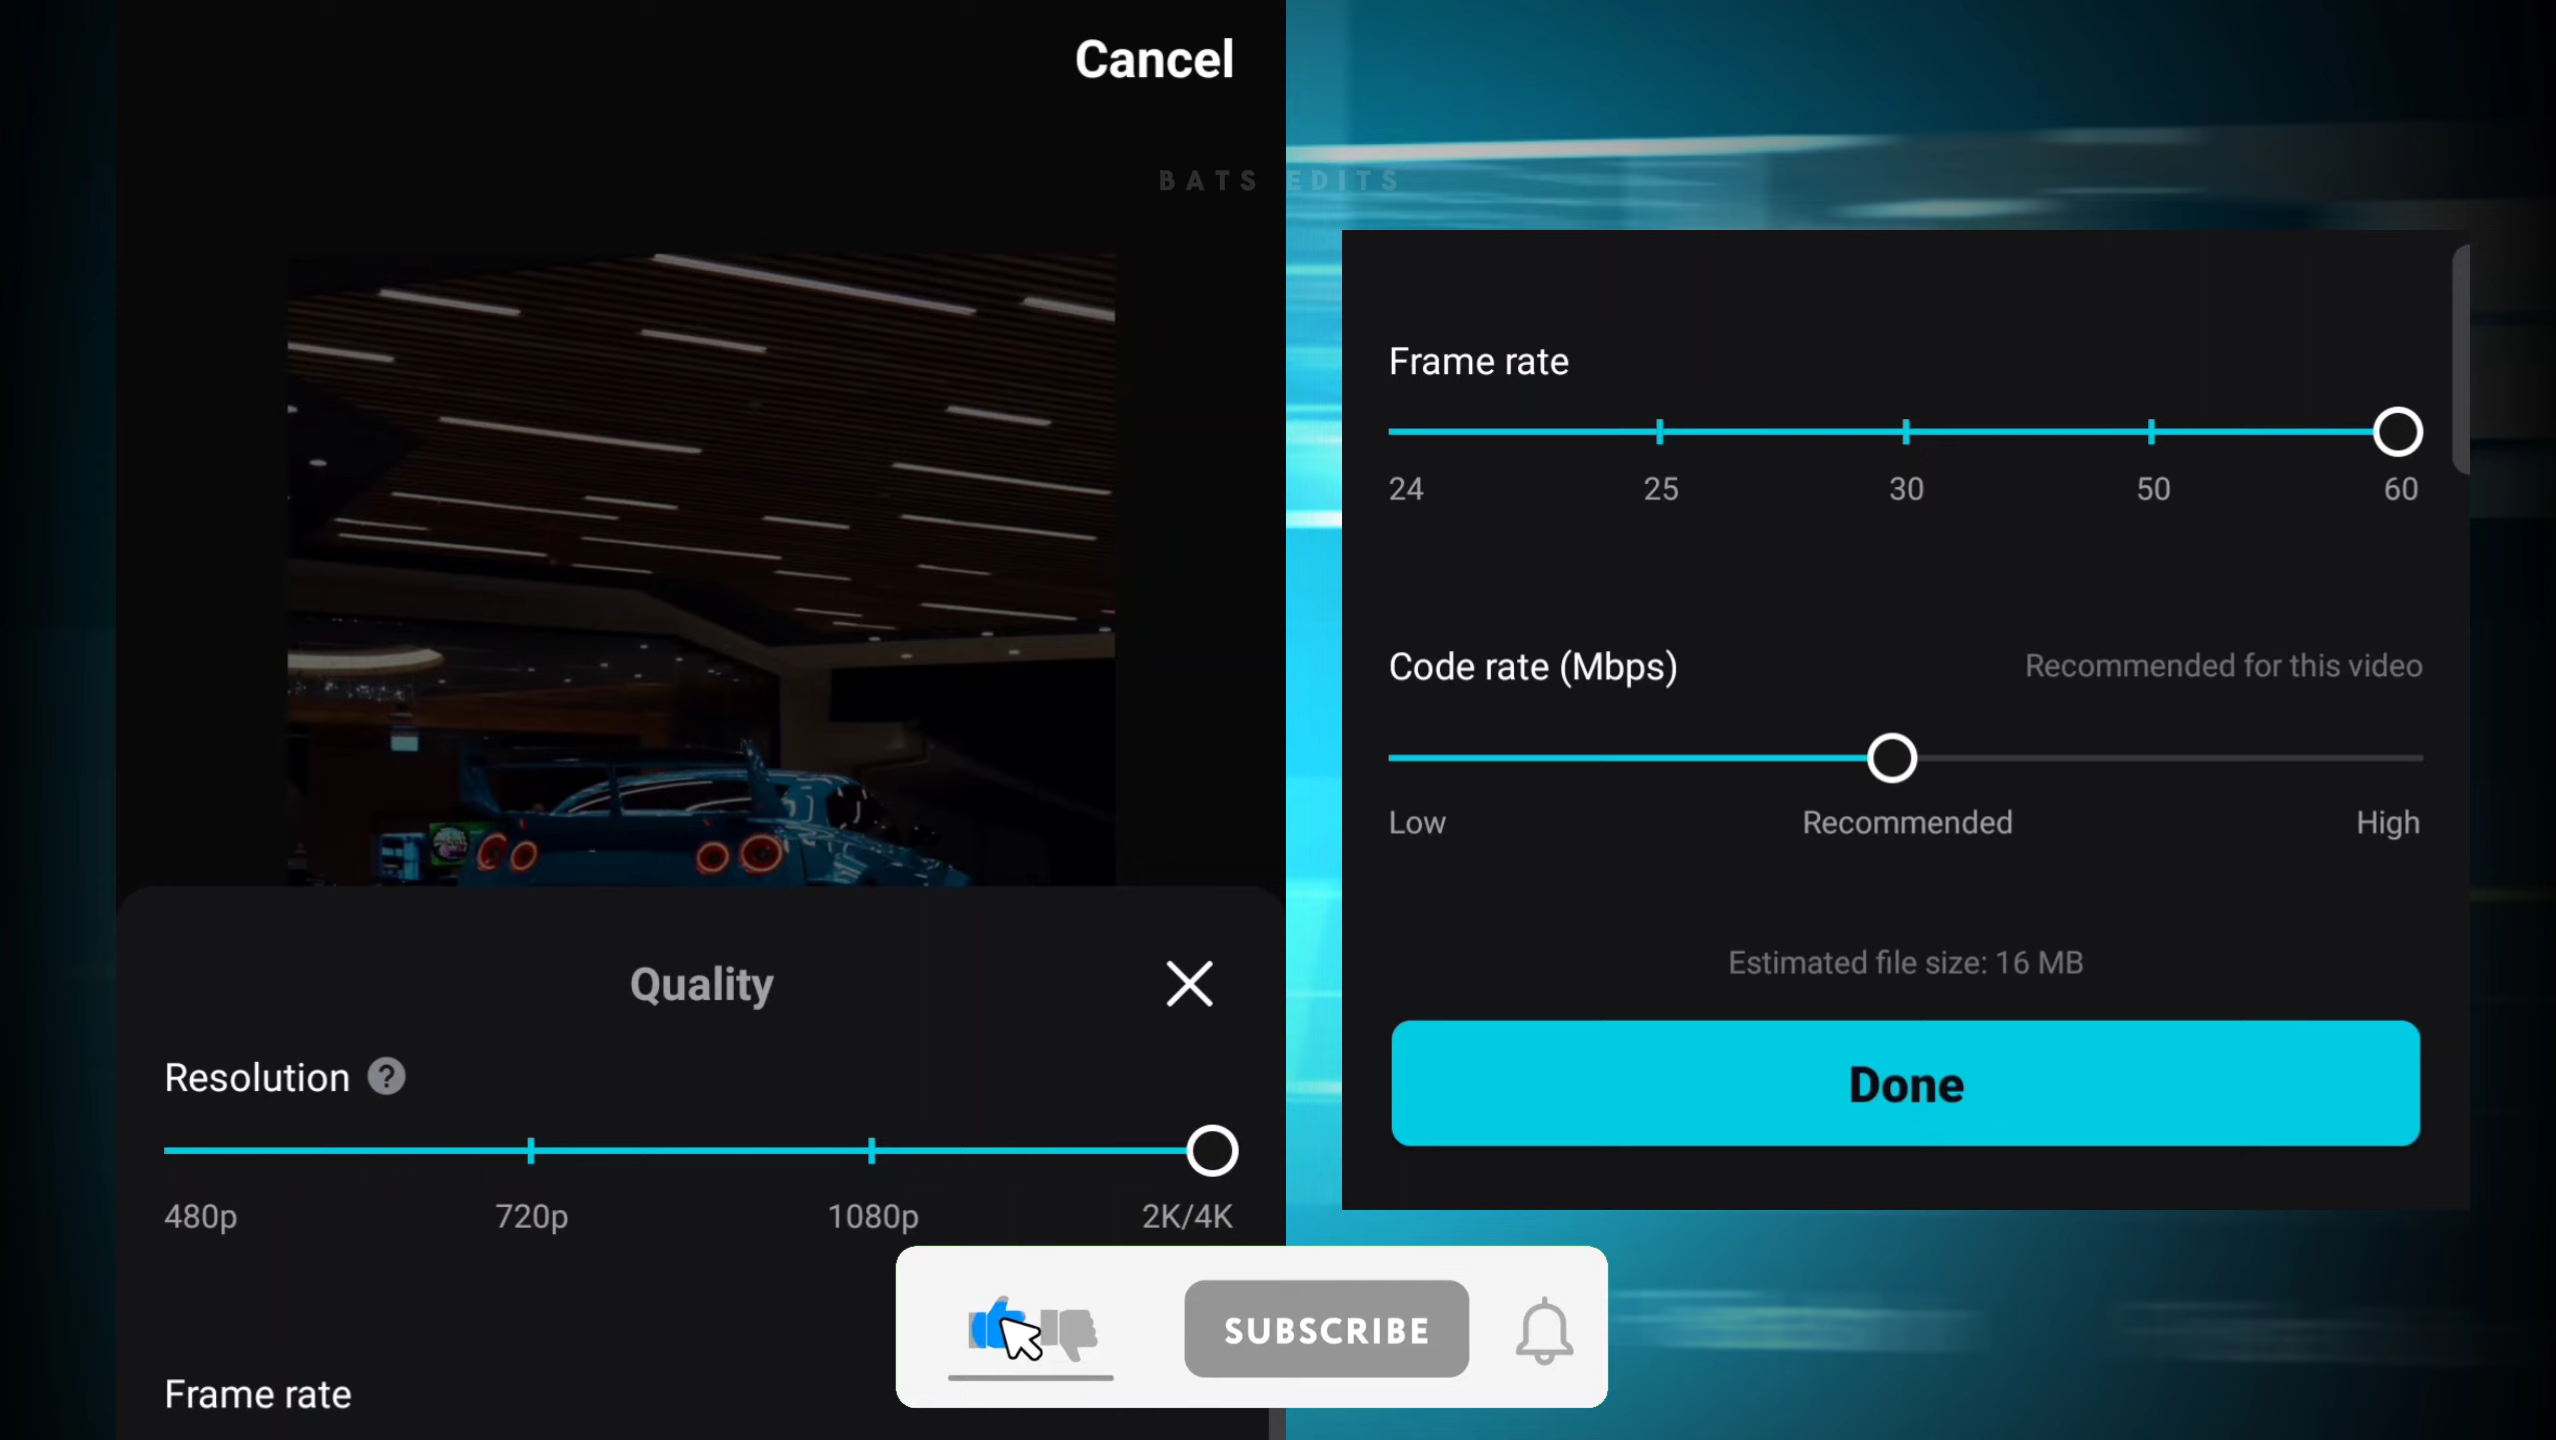 Cancel
BATS EDITS
Quality
Resolution ?
480p 720p 1080p 2K/4K
Frame rate
Frame rate
24 25 30 50 60
Code rate (Mbps) Recommended for this video
Low Recommended High
Estimated file size: 16 MB
Done
SUBSCRIBE